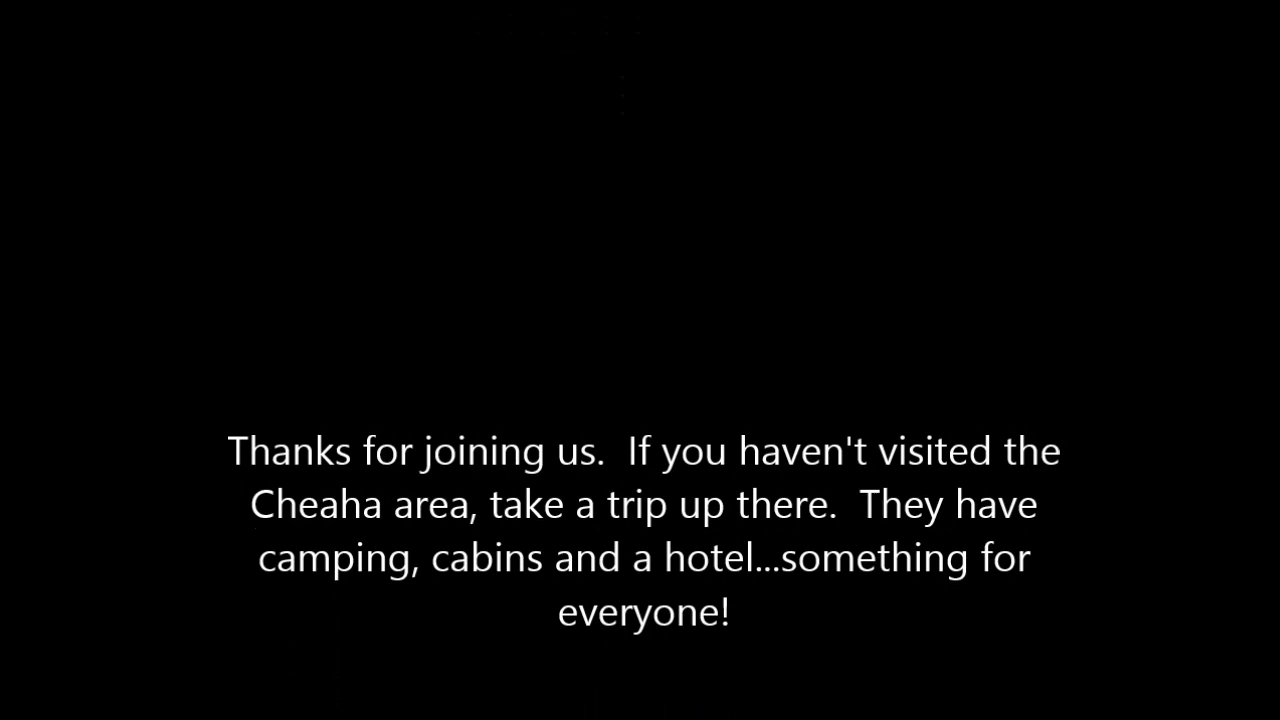 Thanks for joining us.  If you haven't visited the
Cheaha area, take a trip up there.  They have
camping, cabins and a hotel...something for
everyone!